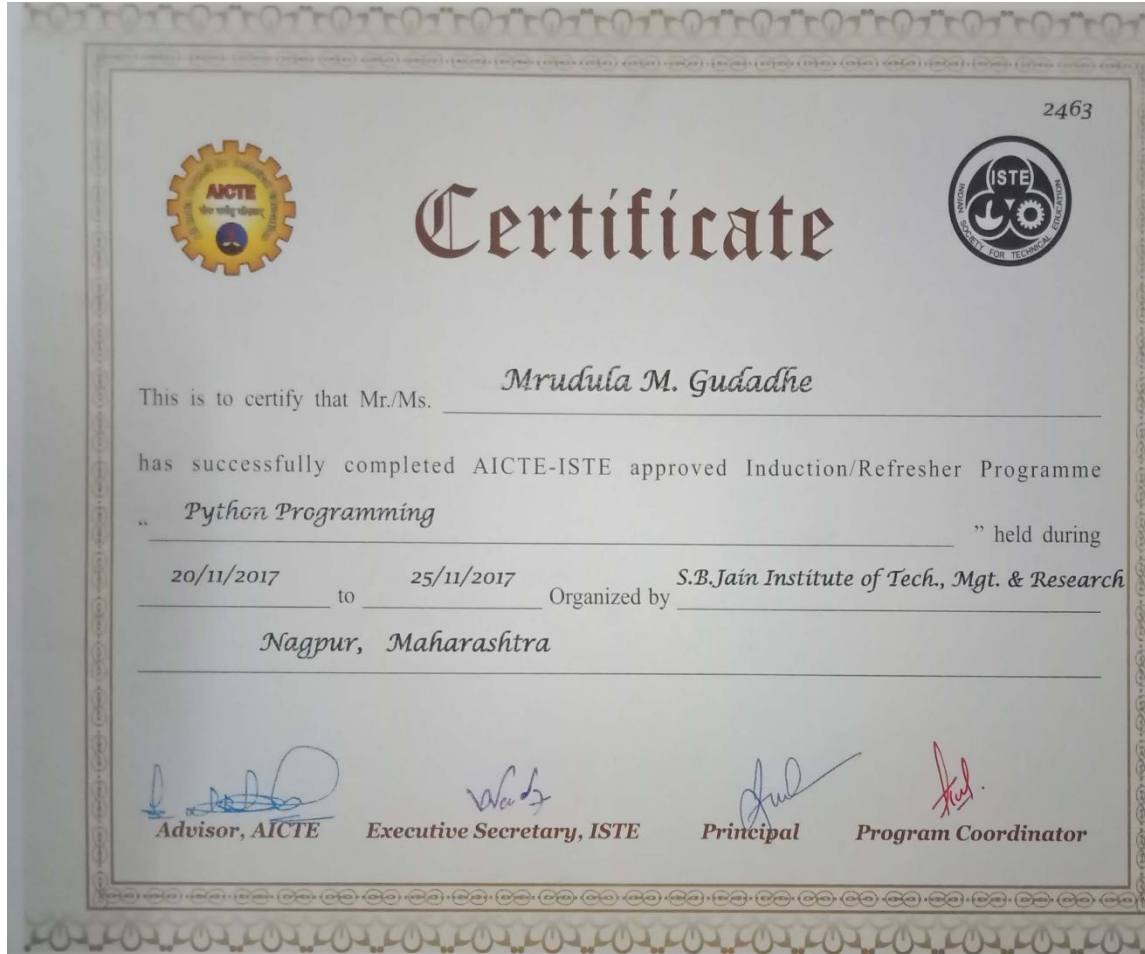 2463
AICTE
ISTE
INDIAN SOCIETY FOR TECHNICAL EDUCATION
Certificate
This is to certify that Mr./Ms. Mrudula M. Gudadhe
has successfully completed AICTE-ISTE approved Induction/Refresher Programme
" Python Programming " held during
20/11/2017 to 25/11/2017 Organized by S.B.Jain Institute of Tech., Mgt. & Research
Nagpur, Maharashtra
Advisor, AICTE Executive Secretary, ISTE Principal Program Coordinator